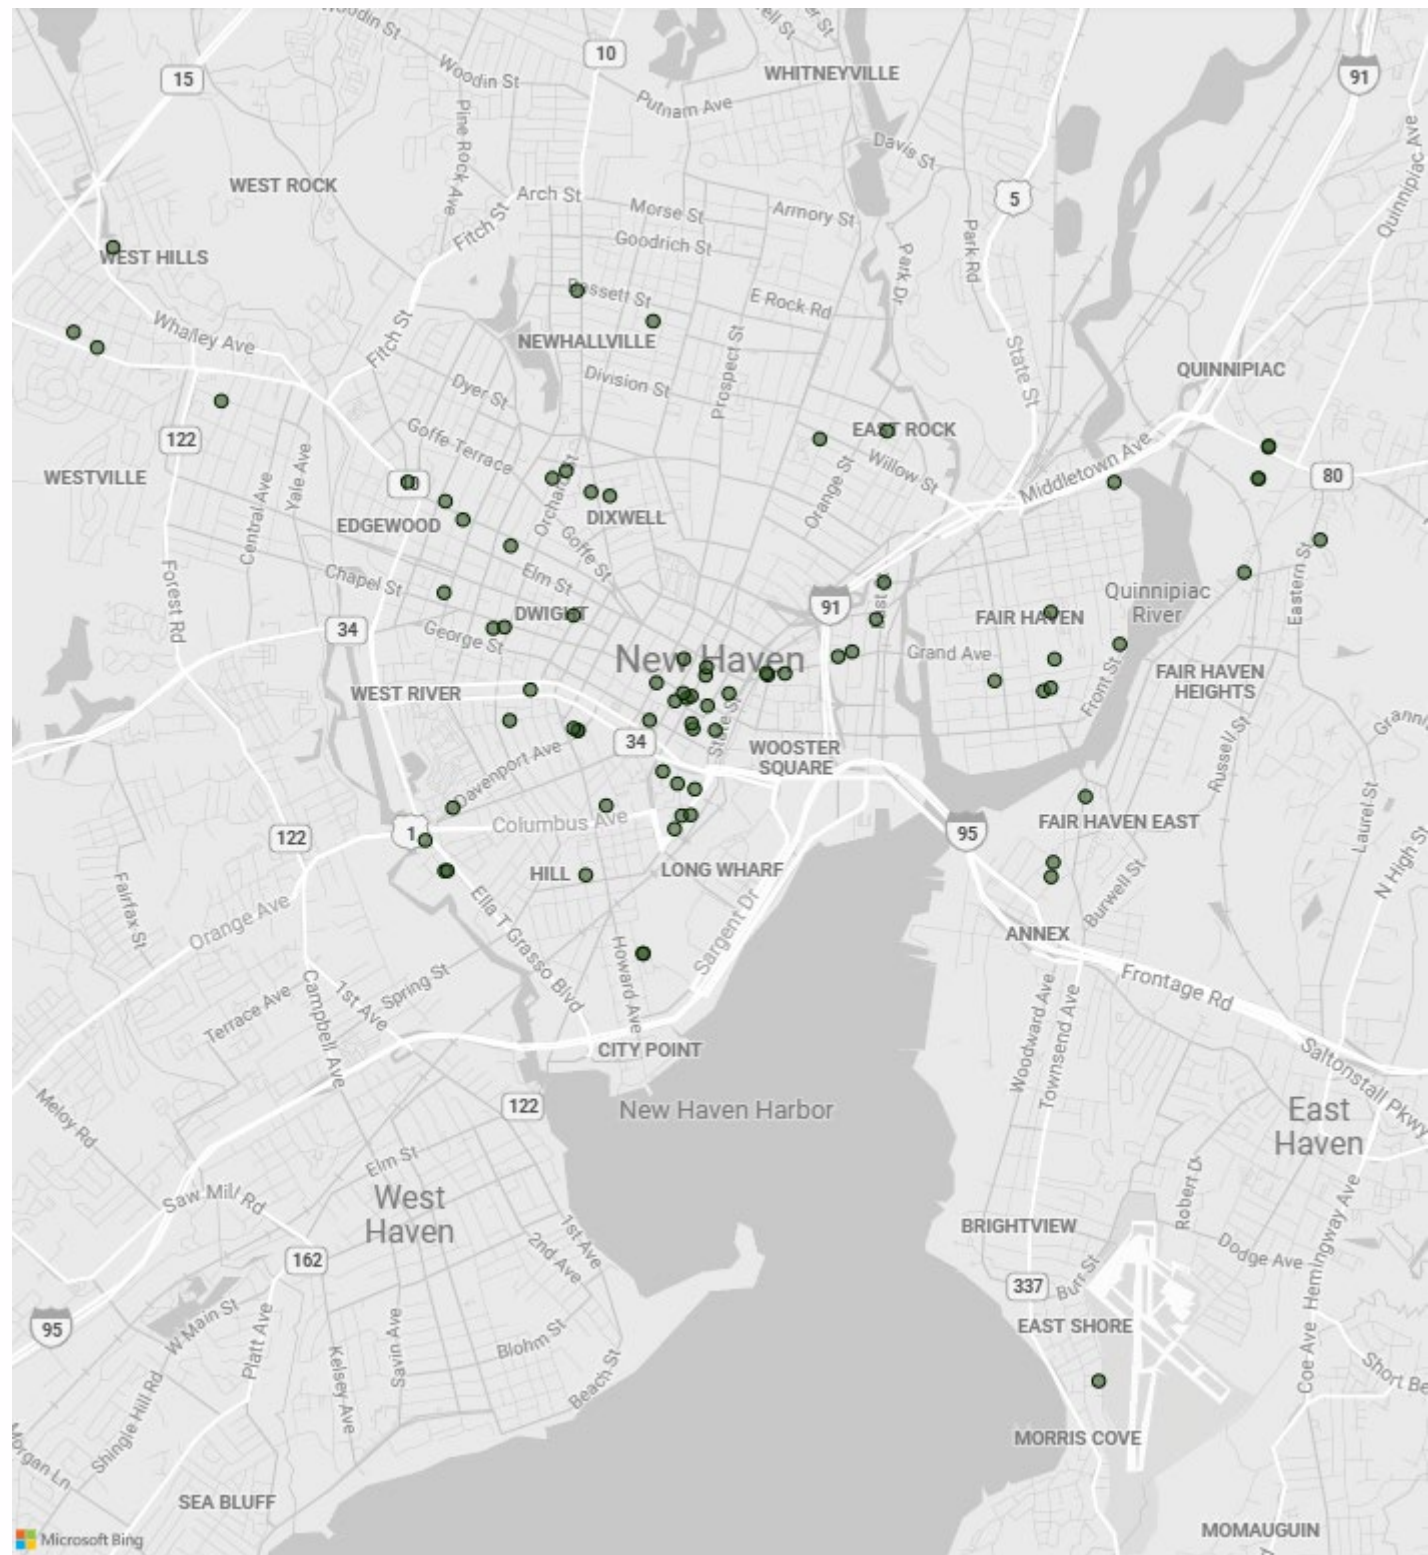 Woodin St
10
WHITNEYVILLE
91
15
Woodin St
Putnam Ave
Pine Rock Ave
Davis St
Quinnipiac Ave
WEST ROCK
Arch St
Morse St
Armory St
5
Fitch St
Goodrich St
Park Dr
Park Rd
WEST HILLS
Bassett St
E Rock Rd
Whalley Ave
Fitch St
NEWHALLVILLE
Prospect St
State St
QUINNIPIAC
Dyer St
Division St
122
Goffe Terrace
EAST ROCK
Willow St
Middletown Ave
WESTVILLE
Central Ave
Yale Ave
80
EDGEWOOD
Orchard St
DIXWELL
Orange St
Goffe St
Forest Rd
Chapel St
Elm St
Eastern St
91
Quinnipiac
River
DWIGHT
FAIR HAVEN
34
George St
New Haven
Grand Ave
FAIR HAVEN
HEIGHTS
WEST RIVER
Front St
State St
34
WOOSTER
SQUARE
Russell St
Davenport Ave
122
1
Columbus Ave
95
FAIR HAVEN EAST
Laurel St
N High St
HILL
LONG WHARF
Burwell St
Fairfax St
Orange Ave
Ella T Grasso Blvd
Howard Ave
Sargent Dr
ANNEX
Frontage Rd
Terrace Ave
Campbell Ave
1st Ave
Spring St
Woodward Ave
Townsend Ave
CITY POINT
Saltonstall Pkwy
Meloy Rd
122
New Haven Harbor
East
Haven
Elm St
Saw Mill Rd
West
Haven
1st Ave
2nd Ave
BRIGHTVIEW
Robert Dr
Dodge Ave
162
337
Burr St
Coe Ave
Hemingway Ave
95
W Main St
Platt Ave
Kelsey Ave
Savin Ave
Blohm St
Beach St
EAST SHORE
Shingle Hill Rd
Short Be
Morgan Ln
MORRIS COVE
SEA BLUFF
MOMAUGUIN
Microsoft Bing